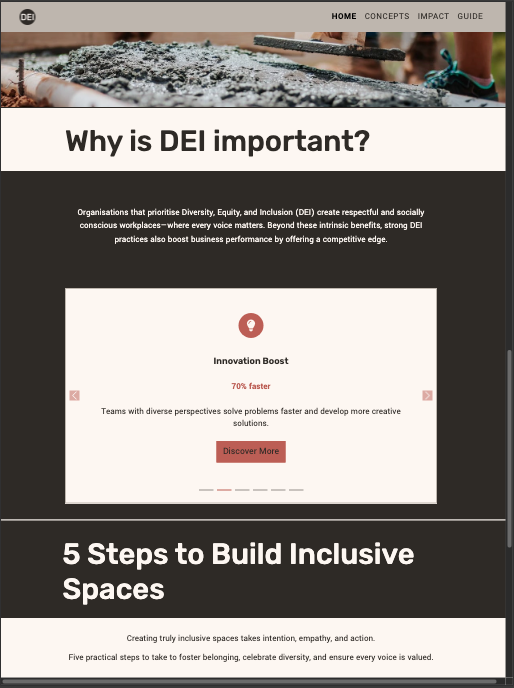 DEI
HOME CONCEPTS IMPACT GUIDE
Why is DEI important?
Organisations that prioritise Diversity, Equity, and Inclusion (DEI) create respectful and socially
conscious workplaces—where every voice matters. Beyond these intrinsic benefits, strong DEI
practices also boost business performance by offering a competitive edge.
Innovation Boost
70% faster
Teams with diverse perspectives solve problems faster and develop more creative
solutions.
Discover More
5 Steps to Build Inclusive
Spaces
Creating truly inclusive spaces takes intention, empathy, and action.
Five practical steps to take to foster belonging, celebrate diversity, and ensure every voice is valued.